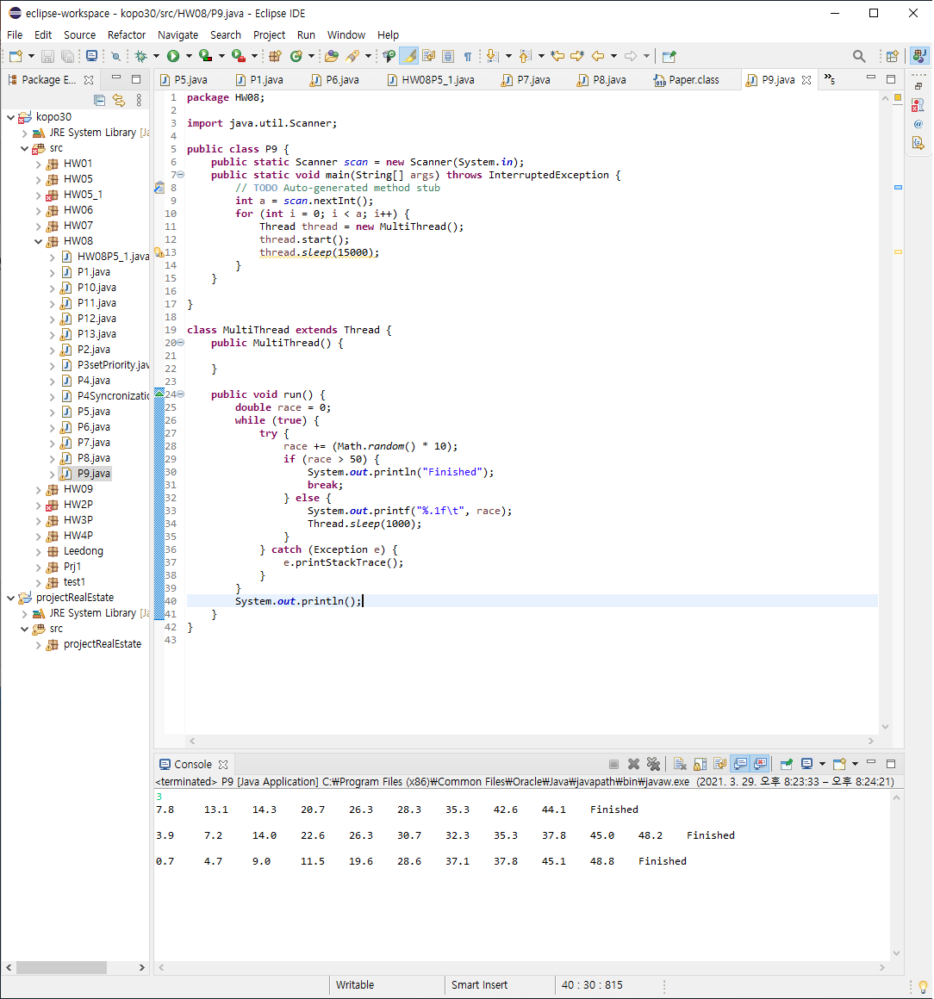 eclipse-workspace - kopo30/src/HW08/P9.java - Eclipse IDE
File Edit Source Refactor Navigate Search Project Run Window Help
Package E...
P5.java P1.java P6.java HW08P5_1.java P7.java P8.java Paper.class P9.java »5
kopo30
JRE System Library [Ja
src
HW01
HW05
HW05_1
HW06
HW07
HW08
HW08P5_1.java
P1.java
P10.java
P11.java
P12.java
P13.java
P2.java
P3setPriority.jav
P4.java
P4Syncronizatio
P5.java
P6.java
P7.java
P8.java
P9.java
HW09
HW2P
HW3P
HW4P
Leedong
Prj1
test1
projectRealEstate
JRE System Library [Ja
src
projectRealEstate
1 package HW08;
2
3 import java.util.Scanner;
4
5 public class P9 {
6     public static Scanner scan = new Scanner(System.in);
7     public static void main(String[] args) throws InterruptedException {
8         // TODO Auto-generated method stub
9         int a = scan.nextInt();
10         for (int i = 0; i < a; i++) {
11             Thread thread = new MultiThread();
12             thread.start();
13             thread.sleep(15000);
14         }
15     }
16
17 }
18
19 class MultiThread extends Thread {
20     public MultiThread() {
21
22     }
23
24     public void run() {
25         double race = 0;
26         while (true) {
27             try {
28                 race += (Math.random() * 10);
29                 if (race > 50) {
30                     System.out.println("Finished");
31                     break;
32                 } else {
33                     System.out.printf("%.1f\t", race);
34                     Thread.sleep(1000);
35                 }
36             } catch (Exception e) {
37                 e.printStackTrace();
38             }
39         }
40         System.out.println();
41     }
42 }
43
Console
<terminated> P9 [Java Application] C:₩Program Files (x86)₩Common Files₩Oracle₩Java₩javapath₩bin₩javaw.exe (2021. 3. 29. 오후 8:23:33 – 오후 8:24:21)
3
7.8 13.1 14.3 20.7 26.3 28.3 35.3 42.6 44.1 Finished
3.9 7.2 14.0 22.6 26.3 30.7 32.3 35.3 37.8 45.0 48.2 Finished
0.7 4.7 9.0 11.5 19.6 28.6 37.1 37.8 45.1 48.8 Finished
Writable Smart Insert 40 : 30 : 815